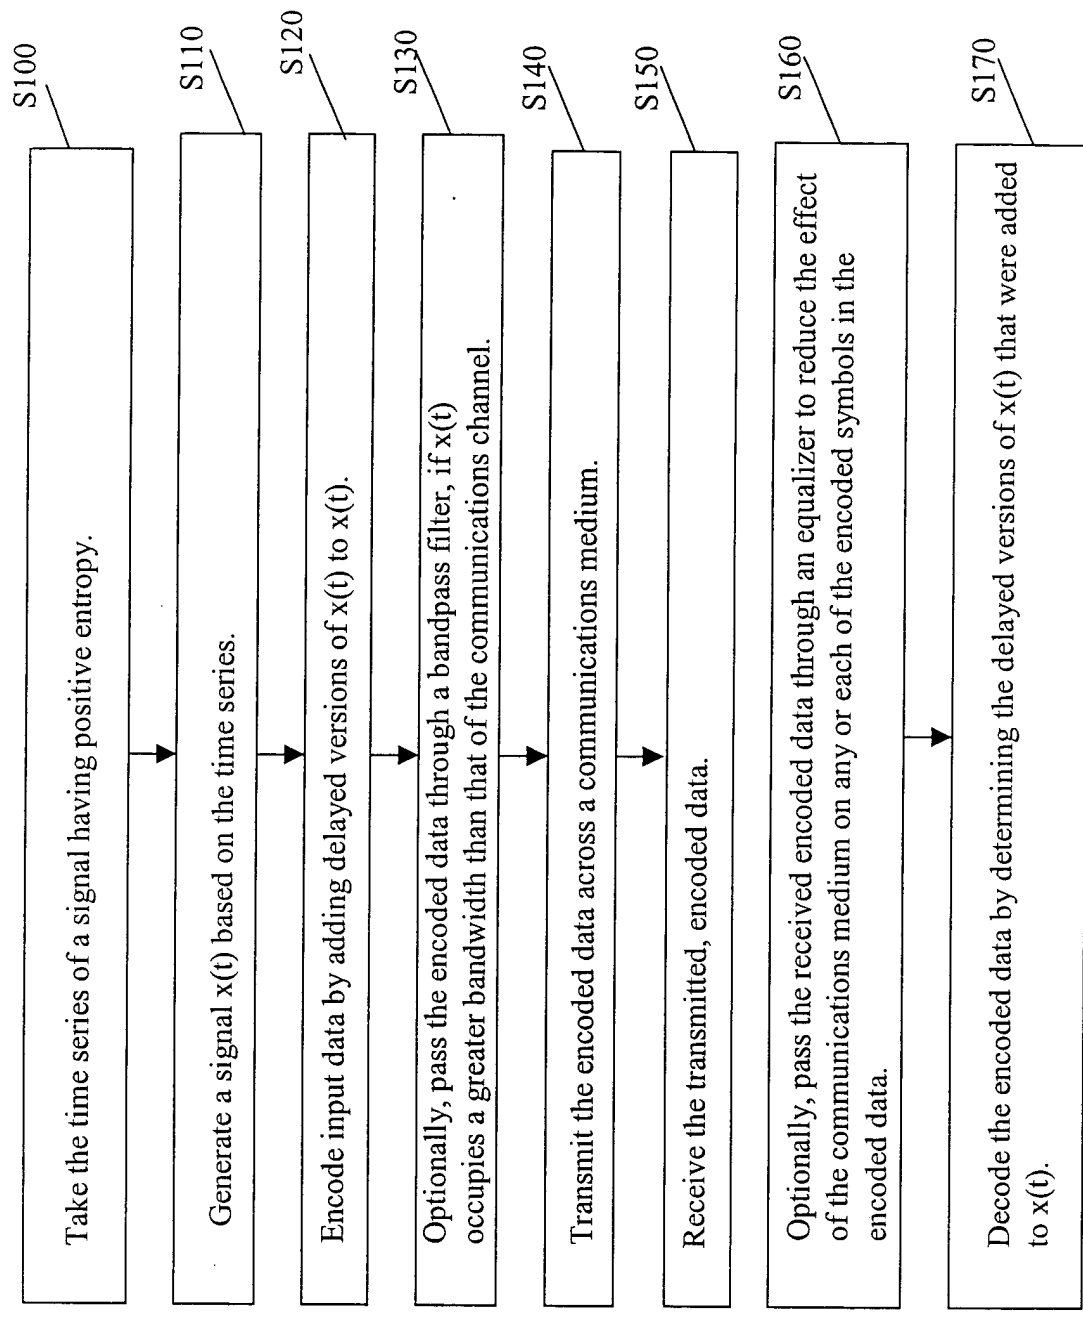 S100
Take the time series of a signal having positive entropy.
S110
Generate a signal x(t) based on the time series.
S120
Encode input data by adding delayed versions of x(t) to x(t).
S130
Optionally, pass the encoded data through a bandpass filter, if x(t)
occupies a greater bandwidth than that of the communications channel.
S140
Transmit the encoded data across a communications medium.
S150
Receive the transmitted, encoded data.
S160
Optionally, pass the received encoded data through an equalizer to reduce the effect
of the communications medium on any or each of the encoded symbols in the
encoded data.
S170
Decode the encoded data by determining the delayed versions of x(t) that were added
to x(t).